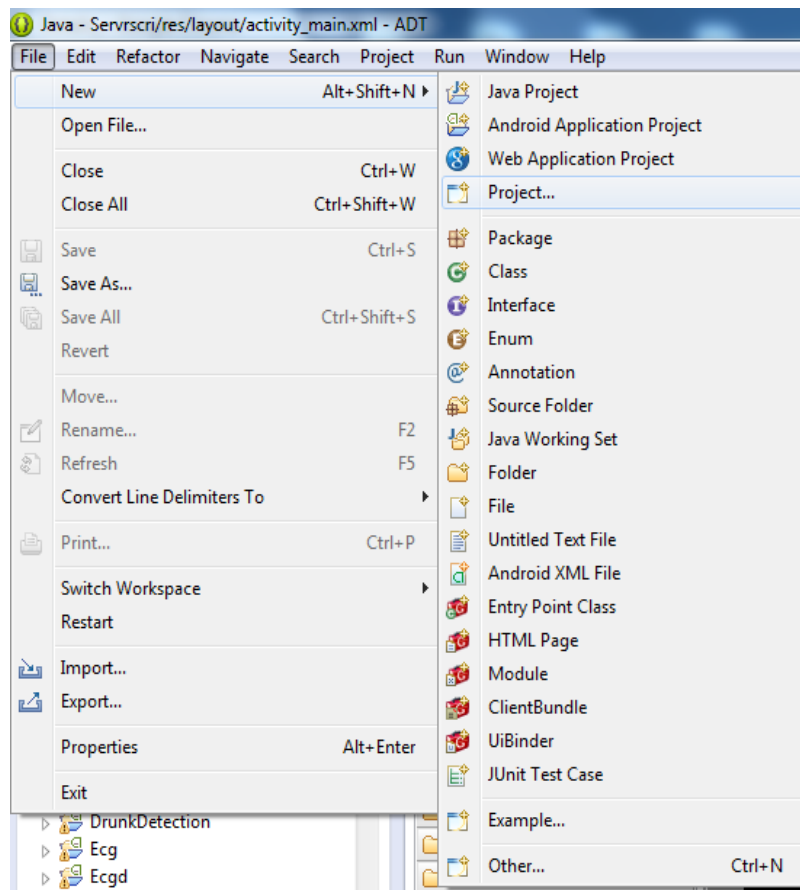 Java - Servrscri/res/layout/activity_main.xml - ADT
File Edit Refactor Navigate Search Project Run Window Help
New Alt+Shift+N
Open File...
Close Ctrl+W
Close All Ctrl+Shift+W
Save Ctrl+S
Save As...
Save All Ctrl+Shift+S
Revert
Move...
Rename... F2
Refresh F5
Convert Line Delimiters To
Print... Ctrl+P
Switch Workspace
Restart
Import...
Export...
Properties Alt+Enter
Exit
Java Project
Android Application Project
Web Application Project
Project...
Package
Class
Interface
Enum
Annotation
Source Folder
Java Working Set
Folder
File
Untitled Text File
Android XML File
Entry Point Class
HTML Page
Module
ClientBundle
UiBinder
JUnit Test Case
Example...
Other... Ctrl+N
DrunkDetection
Ecg
Ecgd